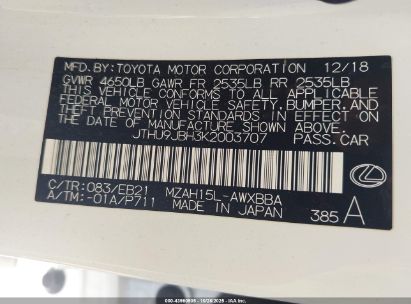 MFD.BY: TOYOTA MOTOR CORPORATION 12/18
GVWR 4650LB GAWR FR 2535LB RR 2535LB
THIS VEHICLE CONFORMS TO ALL APPLICABLE
FEDERAL MOTOR VEHICLE SAFETY, BUMPER, AND
THEFT PREVENTION STANDARDS IN EFFECT ON
THE DATE OF MANUFACTURE SHOWN ABOVE.
JTHU9JBH3K2003707 PASS.CAR
C/TR: 083/EB21 MZAH15L-AWXBBA
A/TM: -01A/P711 MADE IN JAPAN 385 A